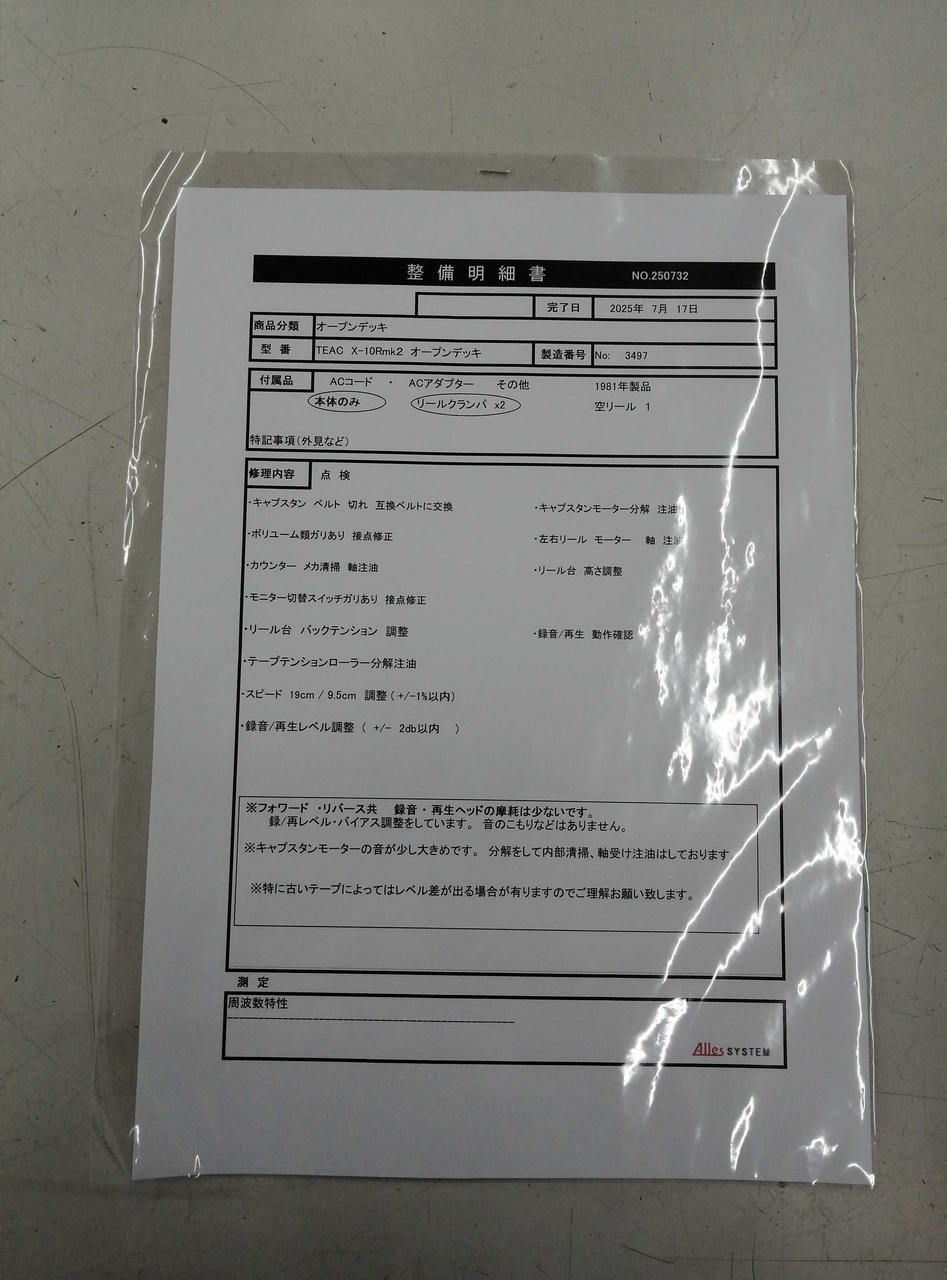 整備明細書 NO.250732
完了日 2025年 7月 17日
商品分類 オープンデッキ
型番 TEAC X-10Rmk2 オープンデッキ 製造番号 No: 3497
付属品 ACコード ・ ACアダプター その他 1981年製品
本体のみ リールクランパ x2 空リール 1
特記事項(外見など)
修理内容 点検
・キャプスタン ベルト 切れ 互換ベルトに交換 ・キャプスタンモーター分解 注油
・ボリューム類ガリあり 接点修正 ・左右リール モーター 軸 注油
・カウンター メカ清掃 軸注油 ・リール台 高さ調整
・モニター切替スイッチガリあり 接点修正
・リール台 バックテンション 調整 ・録音/再生 動作確認
・テープテンションローラー分解注油
・スピード 19cm / 9.5cm 調整 ( +/-1%以内)
・録音/再生レベル調整 ( +/- 2db以内 )
※フォワード ・リバース共 録音・再生ヘッドの摩耗は少ないです。
録/再レベル・バイアス調整をしています。 音のこもりなどはありません。
※キャプスタンモーターの音が少し大きめです。 分解をして内部清掃、軸受け注油はしております。
※特に古いテープによってはレベル差が出る場合が有りますのでご理解お願い致します。
測定
周波数特性
Alles SYSTEM